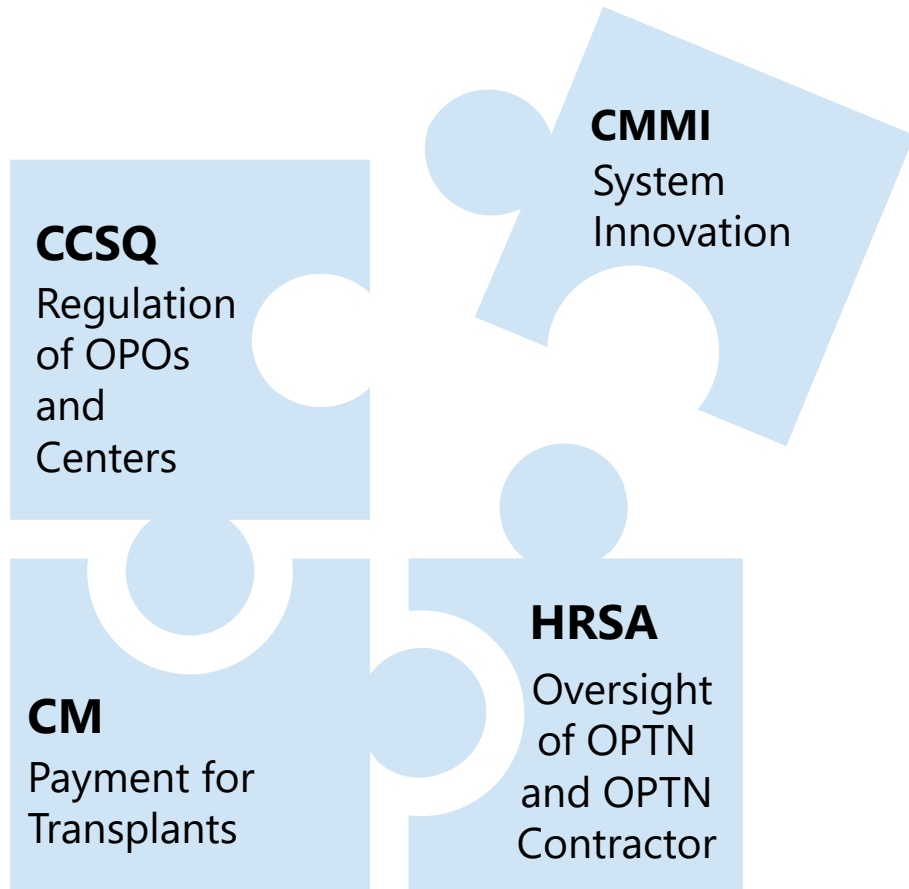 CMMI
System
Innovation
CCSQ
Regulation
of OPOs
and
Centers
HRSA
Oversight
of OPTN
and OPTN
Contractor
CM
Payment for
Transplants